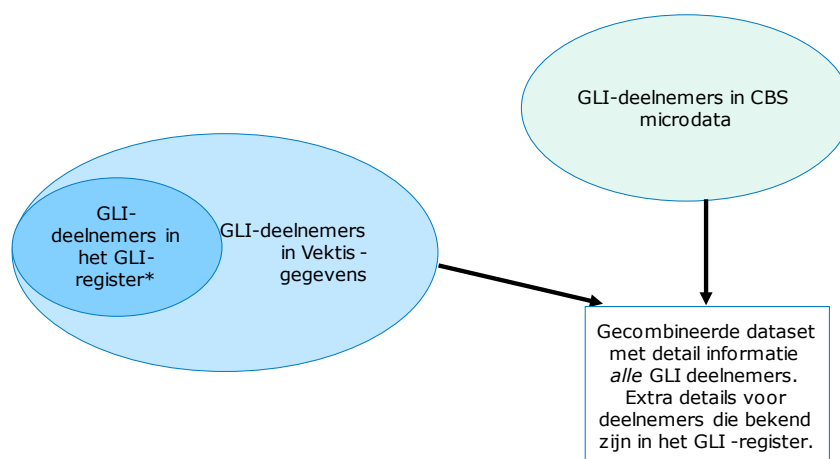 GLI-deelnemers in CBS
microdata
GLI-
deelnemers in
het GLI-
register*
GLI-deelnemers
in Vektis -
gegevens
Gecombineerde dataset
met detail informatie
alle GLI deelnemers.
Extra details voor
deelnemers die bekend
zijn in het GLI -register.